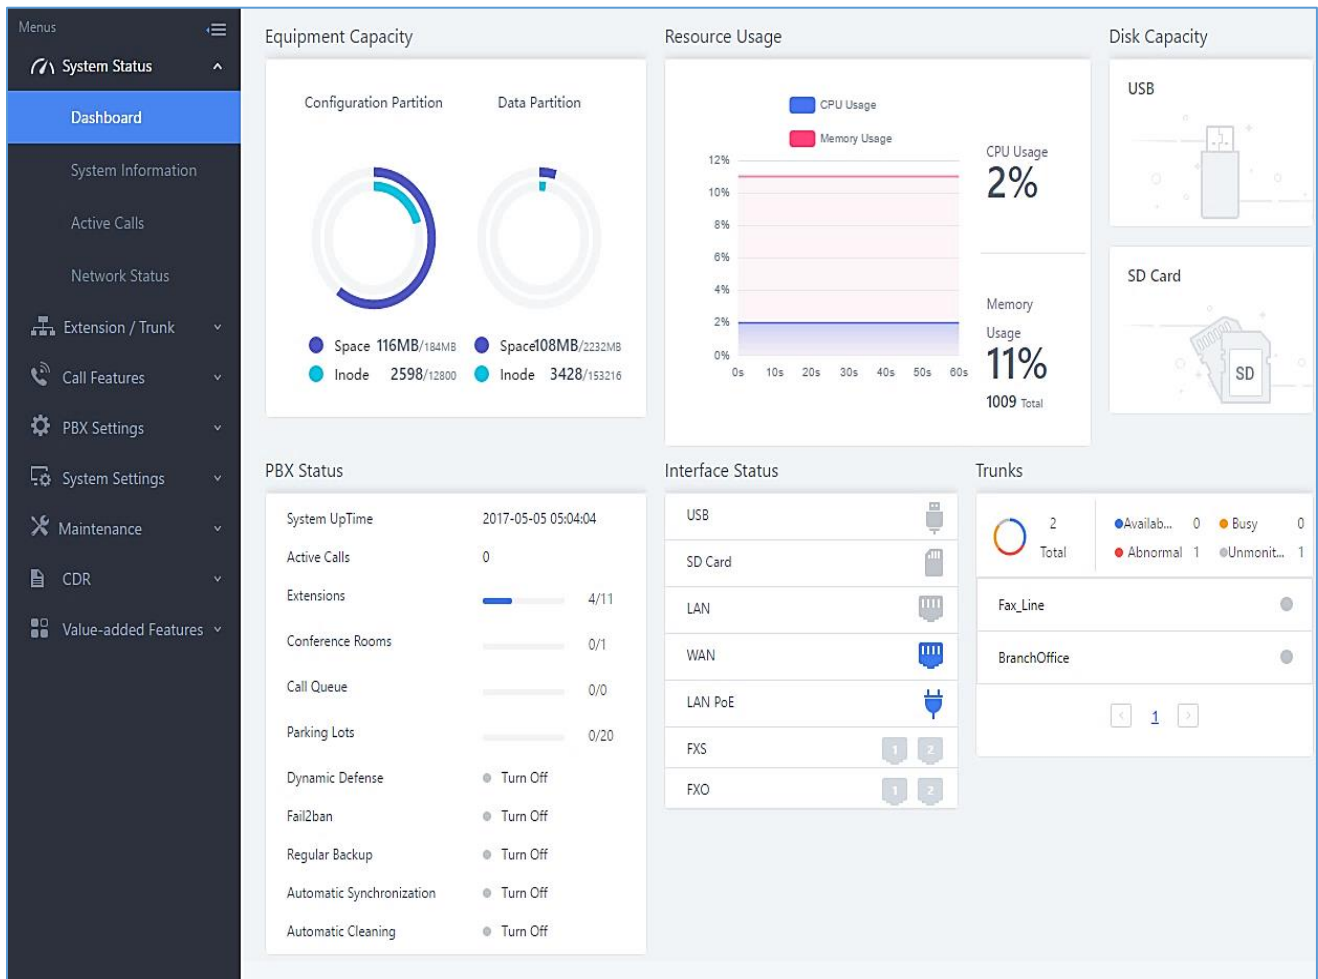 Menus
System Status
Dashboard
System Information
Active Calls
Network Status
Extension / Trunk
Call Features
PBX Settings
System Settings
Maintenance
CDR
Value-added Features
Equipment Capacity
Configuration Partition
Data Partition
Space 116MB/184MB
Inode 2598/12800
Space108MB/2232MB
Inode 3428/153216
Resource Usage
CPU Usage
Memory Usage
12%
10%
8%
6%
4%
2%
0%
0s 10s 20s 30s 40s 50s 60s
CPU Usage
2%
Memory
Usage
11%
1009 Total
Disk Capacity
USB
SD Card
SD
PBX Status
System UpTime 2017-05-05 05:04:04
Active Calls 0
Extensions 4/11
Conference Rooms 0/1
Call Queue 0/0
Parking Lots 0/20
Dynamic Defense Turn Off
Fail2ban Turn Off
Regular Backup Turn Off
Automatic Synchronization Turn Off
Automatic Cleaning Turn Off
Interface Status
USB
SD Card
LAN
WAN
LAN PoE
FXS 1 2
FXO 1 2
Trunks
2
Total
Availab... 0 Busy 0
Abnormal 1 Unmonit... 1
Fax_Line
BranchOffice
< 1 >